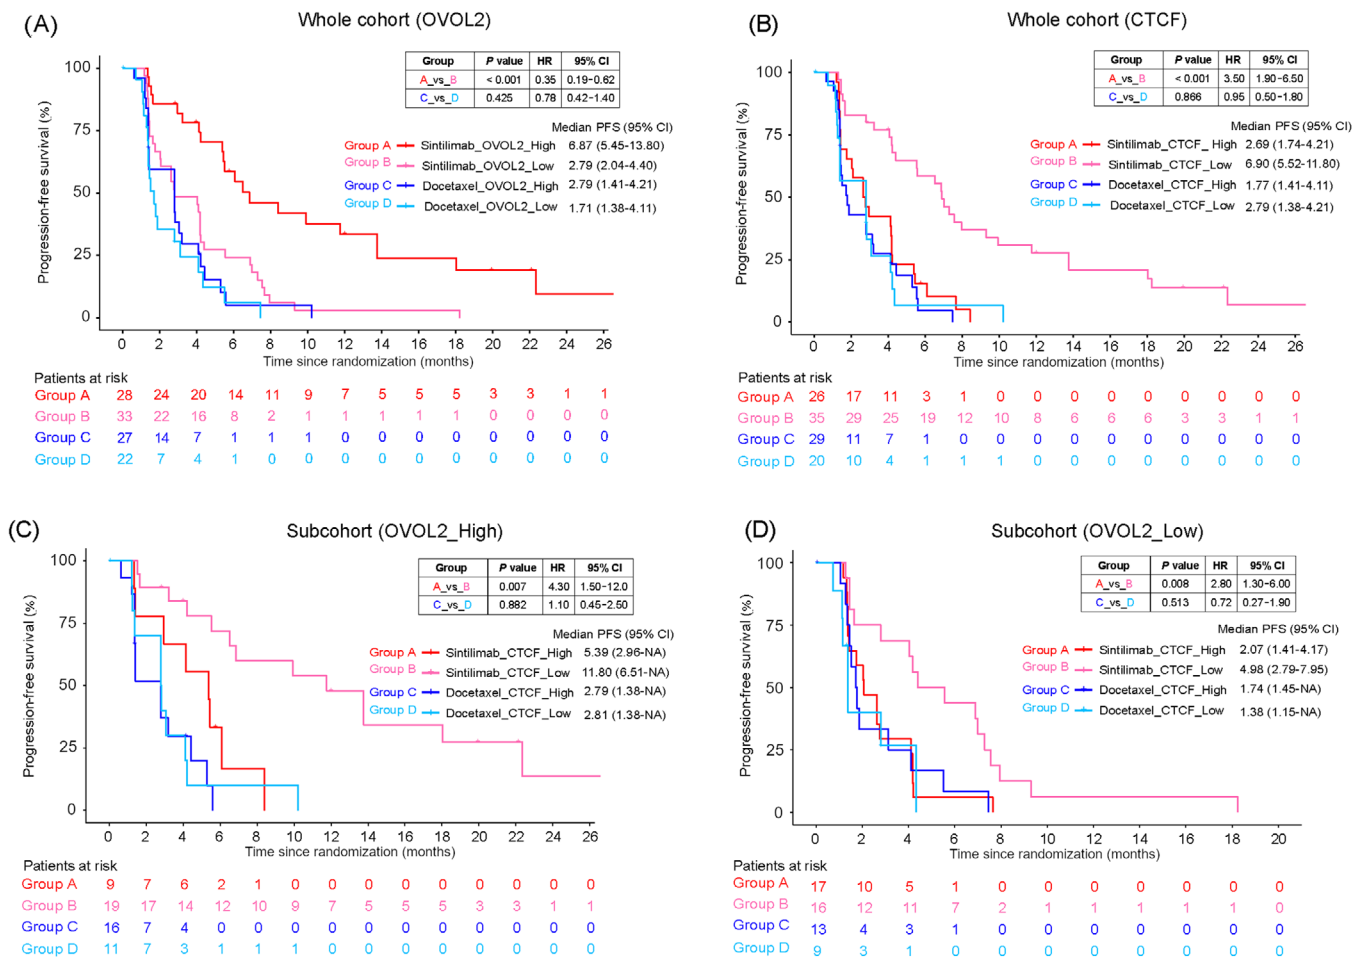 (A)
Whole cohort (OVOL2)
Group P value HR 95% CI
A_vs_B < 0.001 0.35 0.19-0.62
C_vs_D 0.425 0.78 0.42-1.40
Median PFS (95% CI)
Group A Sintilimab_OVOL2_High 6.87 (5.45-13.80)
Group B Sintilimab_OVOL2_Low 2.79 (2.04-4.40)
Group C Docetaxel_OVOL2_High 2.79 (1.41-4.21)
Group D Docetaxel_OVOL2_Low 1.71 (1.38-4.11)
Progression-free survival (%)
100
75
50
25
0
0 2 4 6 8 10 12 14 16 18 20 22 24 26
Time since randomization (months)
Patients at risk
Group A 28 24 20 14 11 9 7 5 5 5 3 3 1 1
Group B 33 22 16 8 2 1 1 1 1 1 0 0 0 0
Group C 27 14 7 1 1 1 0 0 0 0 0 0 0 0
Group D 22 7 4 1 0 0 0 0 0 0 0 0 0 0
(B)
Whole cohort (CTCF)
Group P value HR 95% CI
A_vs_B < 0.001 3.50 1.90-6.50
C_vs_D 0.866 0.95 0.50-1.80
Median PFS (95% CI)
Group A Sintilimab_CTCF_High 2.69 (1.74-4.21)
Group B Sintilimab_CTCF_Low 6.90 (5.52-11.80)
Group C Docetaxel_CTCF_High 1.77 (1.41-4.11)
Group D Docetaxel_CTCF_Low 2.79 (1.38-4.21)
Progression-free survival (%)
100
75
50
25
0
0 2 4 6 8 10 12 14 16 18 20 22 24 26
Time since randomization (months)
Patients at risk
Group A 26 17 11 3 1 0 0 0 0 0 0 0 0 0
Group B 35 29 25 19 12 10 8 6 6 6 3 3 1 1
Group C 29 11 7 1 0 0 0 0 0 0 0 0 0 0
Group D 20 10 4 1 1 1 0 0 0 0 0 0 0 0
(C)
Subcohort (OVOL2_High)
Group P value HR 95% CI
A_vs_B 0.007 4.30 1.50-12.0
C_vs_D 0.882 1.10 0.45-2.50
Median PFS (95% CI)
Group A Sintilimab_CTCF_High 5.39 (2.96-NA)
Group B Sintilimab_CTCF_Low 11.80 (6.51-NA)
Group C Docetaxel_CTCF_High 2.79 (1.38-NA)
Group D Docetaxel_CTCF_Low 2.81 (1.38-NA)
Progression-free survival (%)
100
75
50
25
0
0 2 4 6 8 10 12 14 16 18 20 22 24 26
Time since randomization (months)
Patients at risk
Group A 9 7 6 2 1 0 0 0 0 0 0 0 0 0
Group B 19 17 14 12 10 9 7 5 5 5 3 3 1 1
Group C 16 7 4 0 0 0 0 0 0 0 0 0 0 0
Group D 11 7 3 1 1 1 0 0 0 0 0 0 0 0
(D)
Subcohort (OVOL2_Low)
Group P value HR 95% CI
A_vs_B 0.008 2.80 1.30-6.00
C_vs_D 0.513 0.72 0.27-1.90
Median PFS (95% CI)
Group A Sintilimab_CTCF_High 2.07 (1.41-4.17)
Group B Sintilimab_CTCF_Low 4.98 (2.79-7.95)
Group C Docetaxel_CTCF_High 1.74 (1.45-NA)
Group D Docetaxel_CTCF_Low 1.38 (1.15-NA)
Progression-free survival (%)
100
75
50
25
0
0 2 4 6 8 10 12 14 16 18 20
Time since randomization (months)
Patients at risk
Group A 17 10 5 1 0 0 0 0 0 0 0
Group B 16 12 11 7 2 1 1 1 1 1 0
Group C 13 4 3 1 0 0 0 0 0 0 0
Group D 9 3 1 0 0 0 0 0 0 0 0